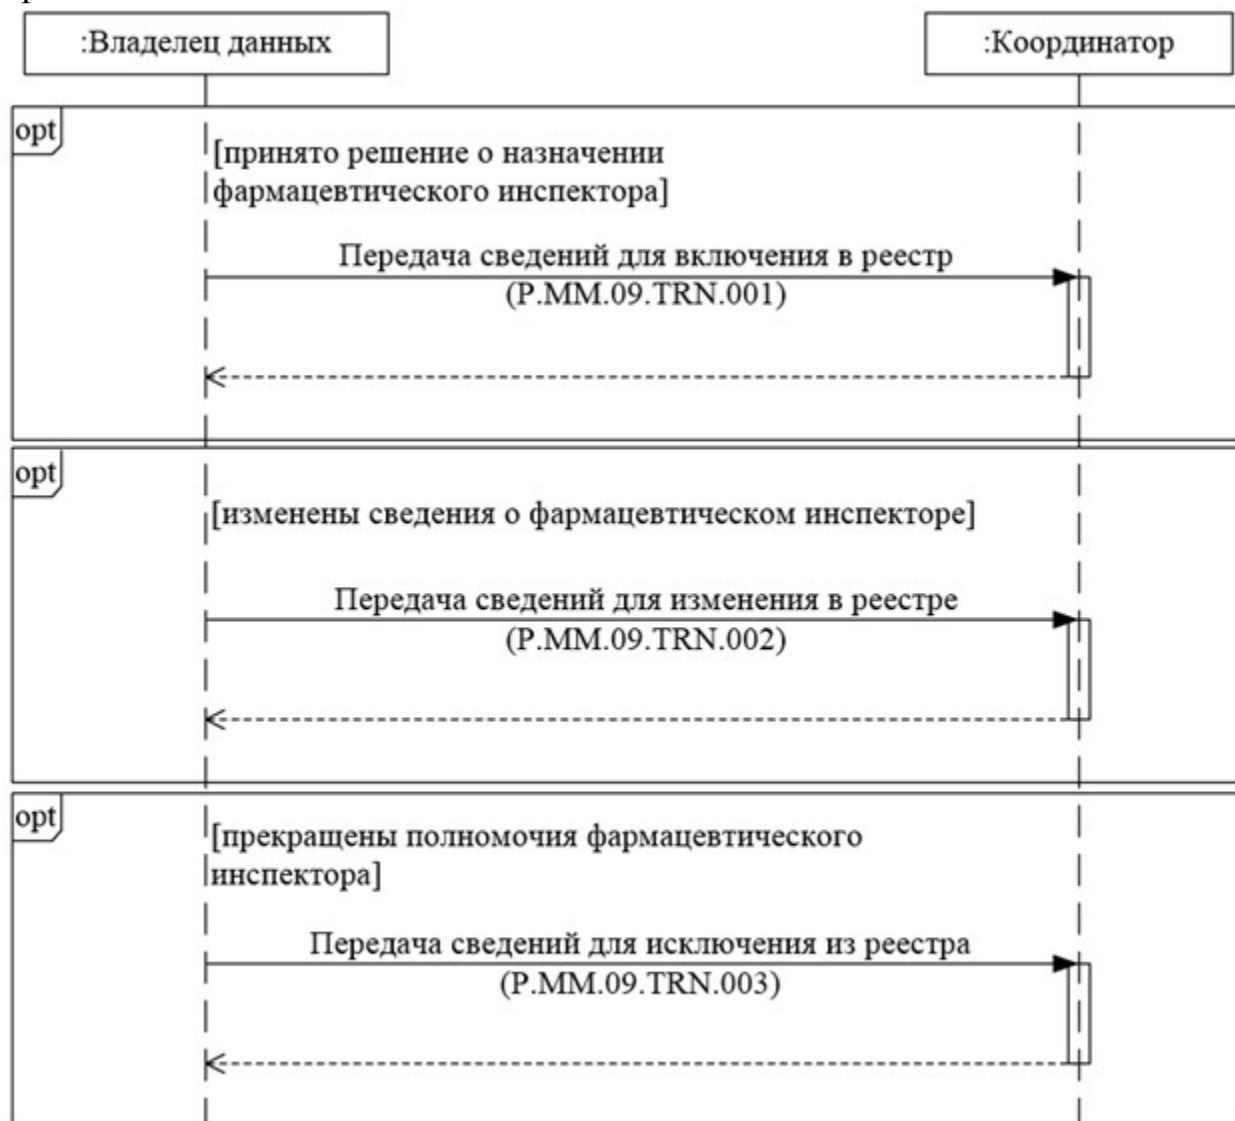 :Владелец данных
:Координатор
opt
[принято решение о назначении
фармацевтического инспектора]
Передача сведений для включения в реестр
(P.MM.09.TRN.001)
opt
[изменены сведения о фармацевтическом инспекторе]
Передача сведений для изменения в реестре
(P.MM.09.TRN.002)
opt
[прекращены полномочия фармацевтического
инспектора]
Передача сведений для исключения из реестра
(P.MM.09.TRN.003)